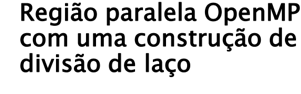 Região paralela OpenMP
com uma construção de
divisão de laço